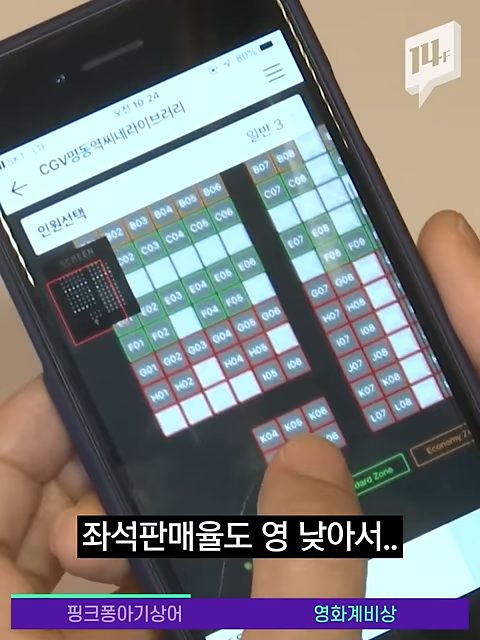 14F
SKT LTE
오전 10:24
80%
CGV명동역씨네라이브러리
인원선택
일반 3
SCREEN
B02 B03 B04 B05 B06 B07 B08
C02 C03 C04 C05 C06 C07 C08
E02 E03 E04 E05 E06 E07 E08
F01 F02 F04 F05 F08 F09
G01 G02 G03 G04 G05 G06 G07 G08
H01 H02 H04 H05 H07 H08
I05 I06 I07 I08
J07 J08
K04 K05 K06 K07 K08
L07 L08
dard Zone
Economy Z
좌석판매율도 영 낮아서..
핑크퐁아기상어
영화계비상